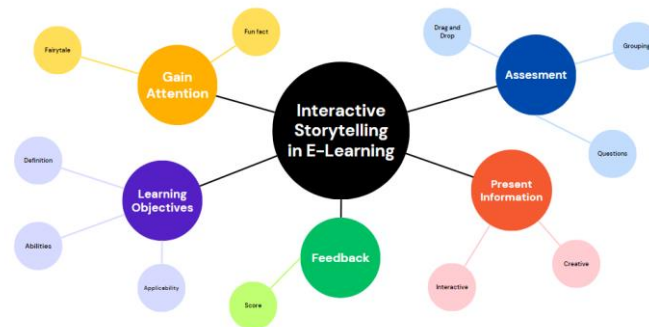 Interactive
Storytelling
in E-Learning
Gain
Attention
Fairytale
Fun fact
Assesment
Drag and
Drop
Grouping
Questions
Learning
Objectives
Definition
Abilities
Applicability
Feedback
Score
Present
Information
Interactive
Creative